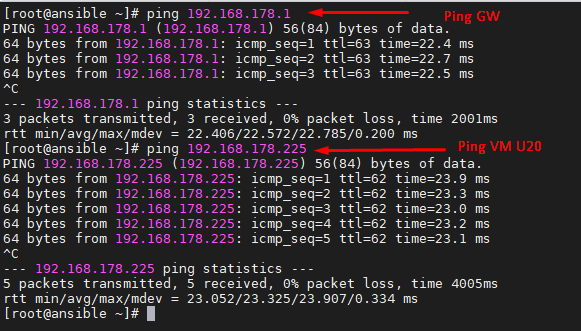 [root@ansible ~]# ping 192.168.178.1
Ping GW
PING 192.168.178.1 (192.168.178.1) 56(84) bytes of data.
64 bytes from 192.168.178.1: icmp_seq=1 ttl=63 time=22.4 ms
64 bytes from 192.168.178.1: icmp_seq=2 ttl=63 time=22.7 ms
64 bytes from 192.168.178.1: icmp_seq=3 ttl=63 time=22.5 ms
^C
--- 192.168.178.1 ping statistics ---
3 packets transmitted, 3 received, 0% packet loss, time 2001ms
rtt min/avg/max/mdev = 22.406/22.572/22.785/0.200 ms
[root@ansible ~]# ping 192.168.178.225
Ping VM U20
PING 192.168.178.225 (192.168.178.225) 56(84) bytes of data.
64 bytes from 192.168.178.225: icmp_seq=1 ttl=62 time=23.9 ms
64 bytes from 192.168.178.225: icmp_seq=2 ttl=62 time=23.3 ms
64 bytes from 192.168.178.225: icmp_seq=3 ttl=62 time=23.0 ms
64 bytes from 192.168.178.225: icmp_seq=4 ttl=62 time=23.2 ms
64 bytes from 192.168.178.225: icmp_seq=5 ttl=62 time=23.1 ms
^C
--- 192.168.178.225 ping statistics ---
5 packets transmitted, 5 received, 0% packet loss, time 4005ms
rtt min/avg/max/mdev = 23.052/23.325/23.907/0.334 ms
[root@ansible ~]#